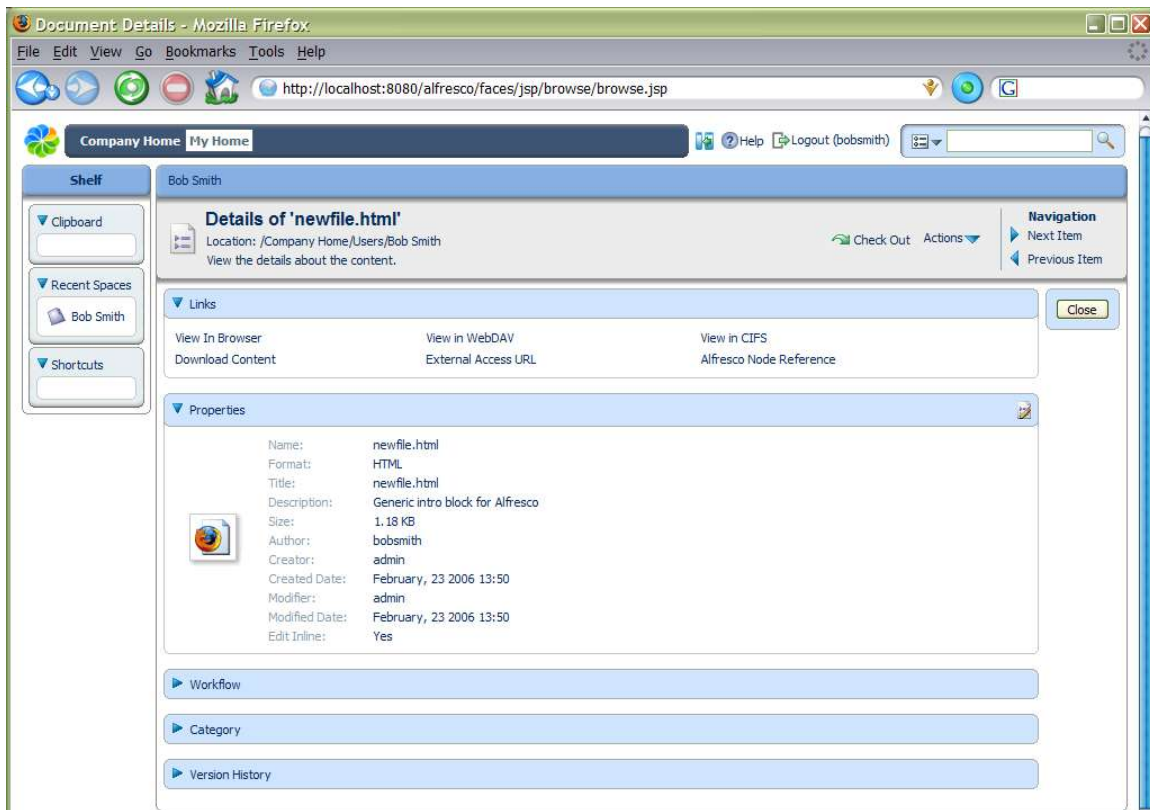 Document Details - Mozilla Firefox
File Edit View Go Bookmarks Tools Help
http://localhost:8080/alfresco/faces/jsp/browse/browse.jsp
G
Company Home My Home
Help Logout (bobsmith)
Shelf
Bob Smith
Clipboard
Recent Spaces
Bob Smith
Shortcuts
Details of 'newfile.html'
Location: /Company Home/Users/Bob Smith
View the details about the content.
Check Out Actions
Navigation
Next Item
Previous Item
Links
Close
View In Browser View in WebDAV View in CIFS
Download Content External Access URL Alfresco Node Reference
Properties
Name: newfile.html
Format: HTML
Title: newfile.html
Description: Generic intro block for Alfresco
Size: 1.18 KB
Author: bobsmith
Creator: admin
Created Date: February, 23 2006 13:50
Modifier: admin
Modified Date: February, 23 2006 13:50
Edit Inline: Yes
Workflow
Category
Version History